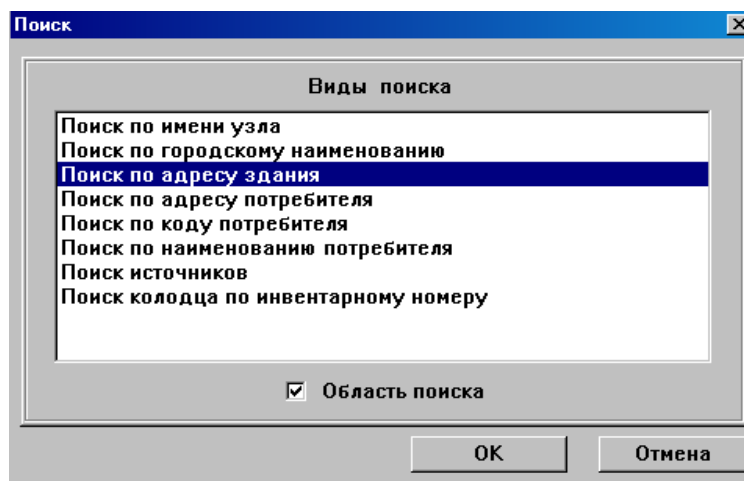 Поиск
Виды поиска
Поиск по имени узла
Поиск по городскому наименованию
Поиск по адресу здания
Поиск по адресу потребителя
Поиск по коду потребителя
Поиск по наименованию потребителя
Поиск источников
Поиск колодца по инвентарному номеру
Область поиска
OK Отмена